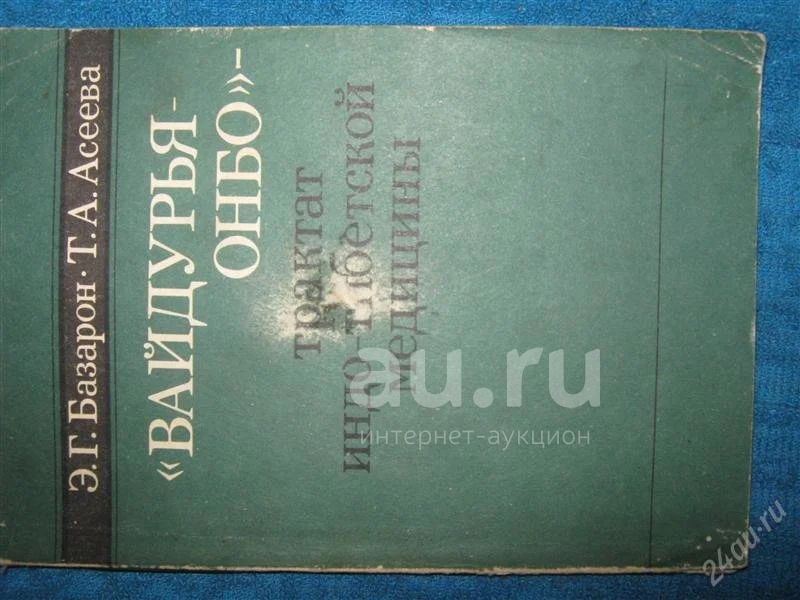 Э. Г. Базарон · Т. А. Асеева
«ВАЙДУРЬЯ-
ОНБО»-
трактат
индо-тибетской
медицины
au.ru
интернет-аукцион
24au.ru